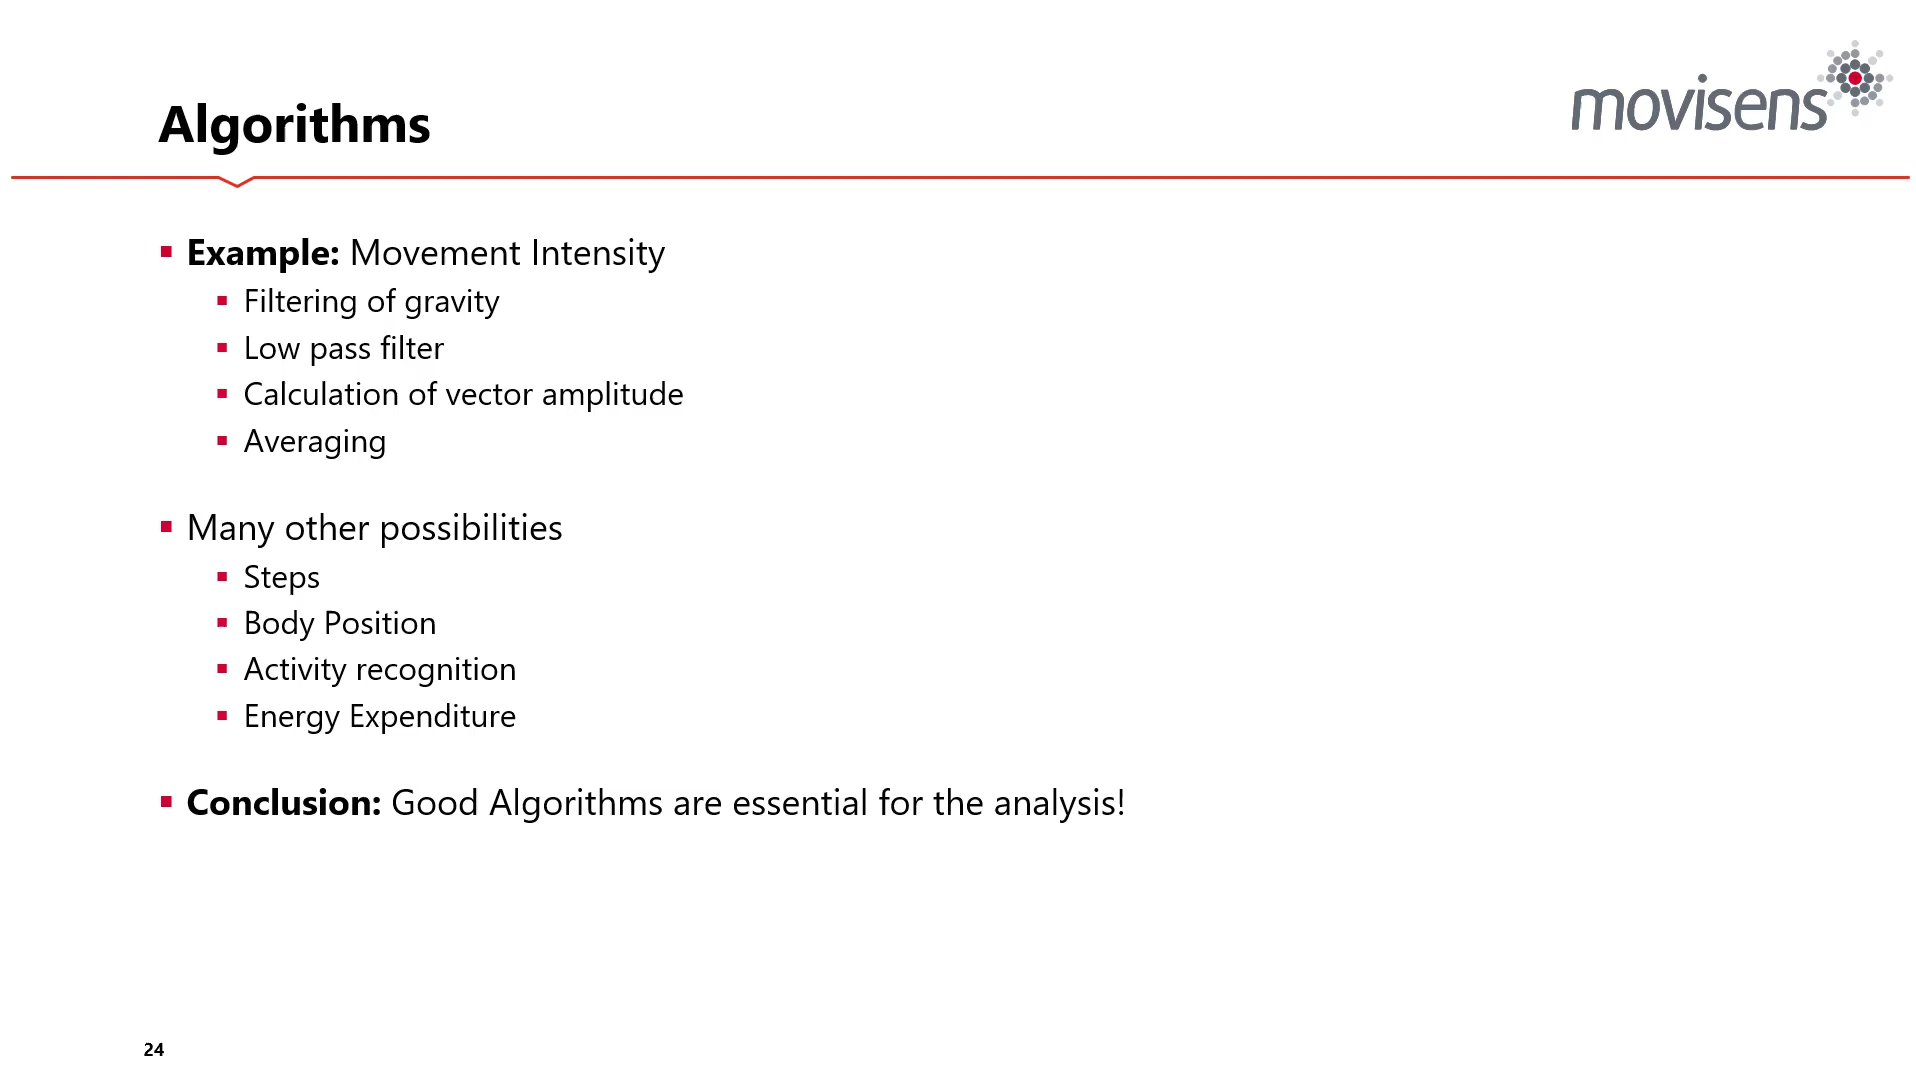 movisens
Algorithms
Example: Movement Intensity
Filtering of gravity
Low pass filter
Calculation of vector amplitude
Averaging
Many other possibilities
Steps
Body Position
Activity recognition
Energy Expenditure
Conclusion: Good Algorithms are essential for the analysis!
24